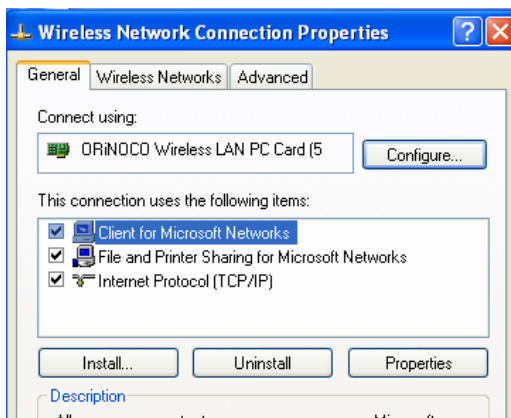 Wireless Network Connection Properties
General Wireless Networks Advanced
Connect using:
ORiNOCO Wireless LAN PC Card (5
Configure...
This connection uses the following items:
Client for Microsoft Networks
File and Printer Sharing for Microsoft Networks
Internet Protocol (TCP/IP)
Install... Uninstall Properties
Description